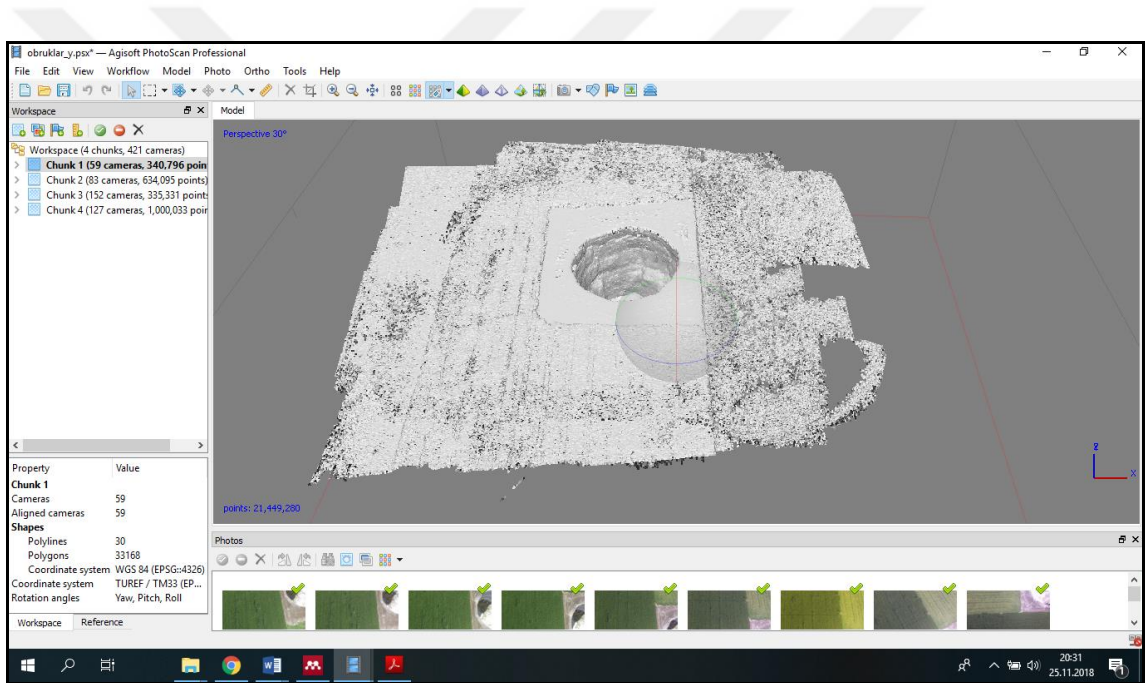 obruklar_y.psx* — Agisoft PhotoScan Professional
File Edit View Workflow Model Photo Ortho Tools Help
Workspace
Model
Workspace (4 chunks, 421 cameras)
Chunk 1 (59 cameras, 340,796 poin
Chunk 2 (83 cameras, 634,095 points)
Chunk 3 (152 cameras, 335,331 points
Chunk 4 (127 cameras, 1,000,033 poir
Perspective 30°
points: 21,449,280
Z
X
Property Value
Chunk 1
Cameras 59
Aligned cameras 59
Shapes
Polylines 30
Polygons 33168
Coordinate system WGS 84 (EPSG::4326)
Coordinate system TUREF / TM33 (EP...
Rotation angles Yaw, Pitch, Roll
Workspace Reference
Photos
20:31
25.11.2018
1